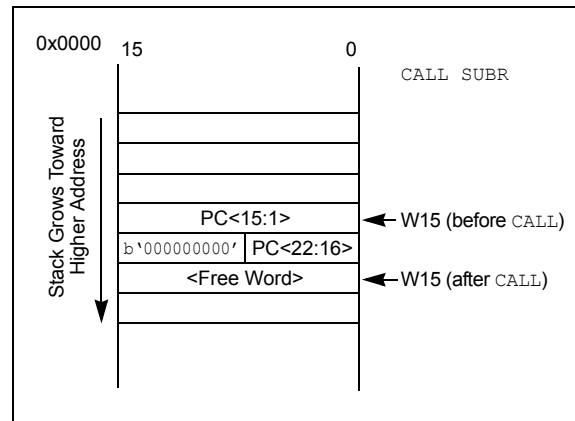 0x0000 15 0
CALL SUBR
Stack Grows Toward
Higher Address
PC<15:1> W15 (before CALL)
b'000000000' PC<22:16>
<Free Word> W15 (after CALL)